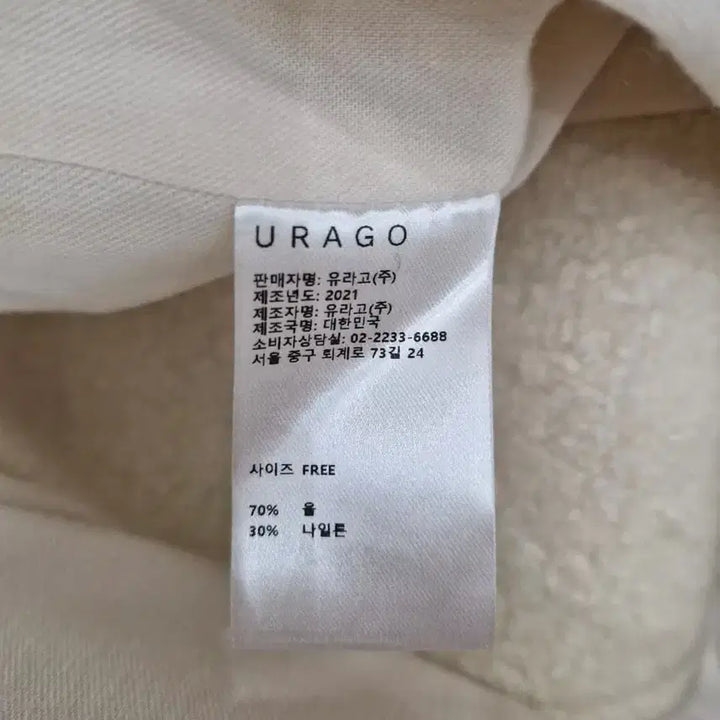 URAGO
판매자명: 유라고(주)
제조년도: 2021
제조자명: 유라고(주)
제조국명: 대한민국
소비자상담실: 02-2233-6688
서울 중구 퇴계로 73길 24
사이즈 FREE
70% 울
30% 나일론